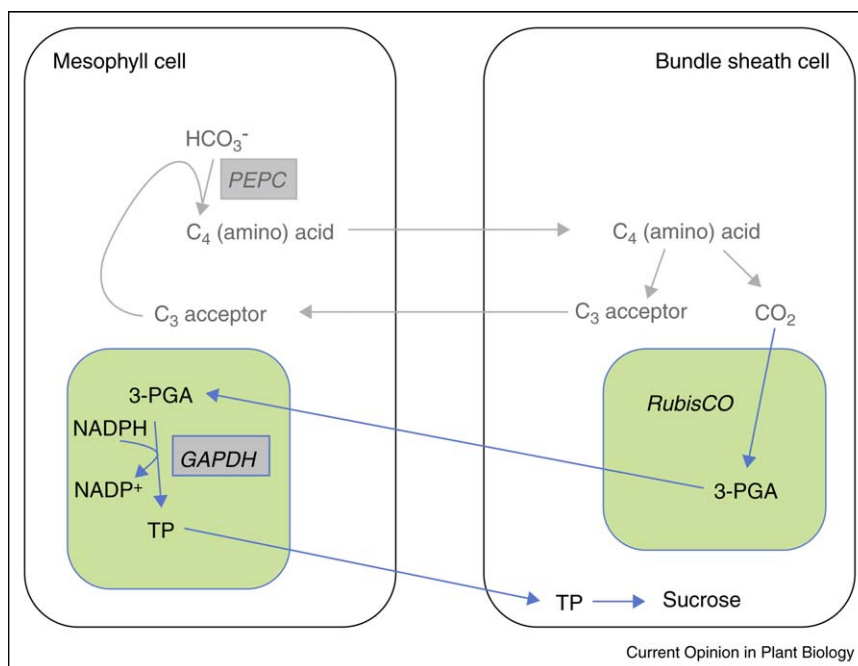 Mesophyll cell
Bundle sheath cell
HCO₃⁻
PEPC
C₄ (amino) acid
C₄ (amino) acid
C₃ acceptor
C₃ acceptor
CO₂
3-PGA
RubisCO
NADPH
GAPDH
NADP⁺
3-PGA
TP
TP
Sucrose
Current Opinion in Plant Biology